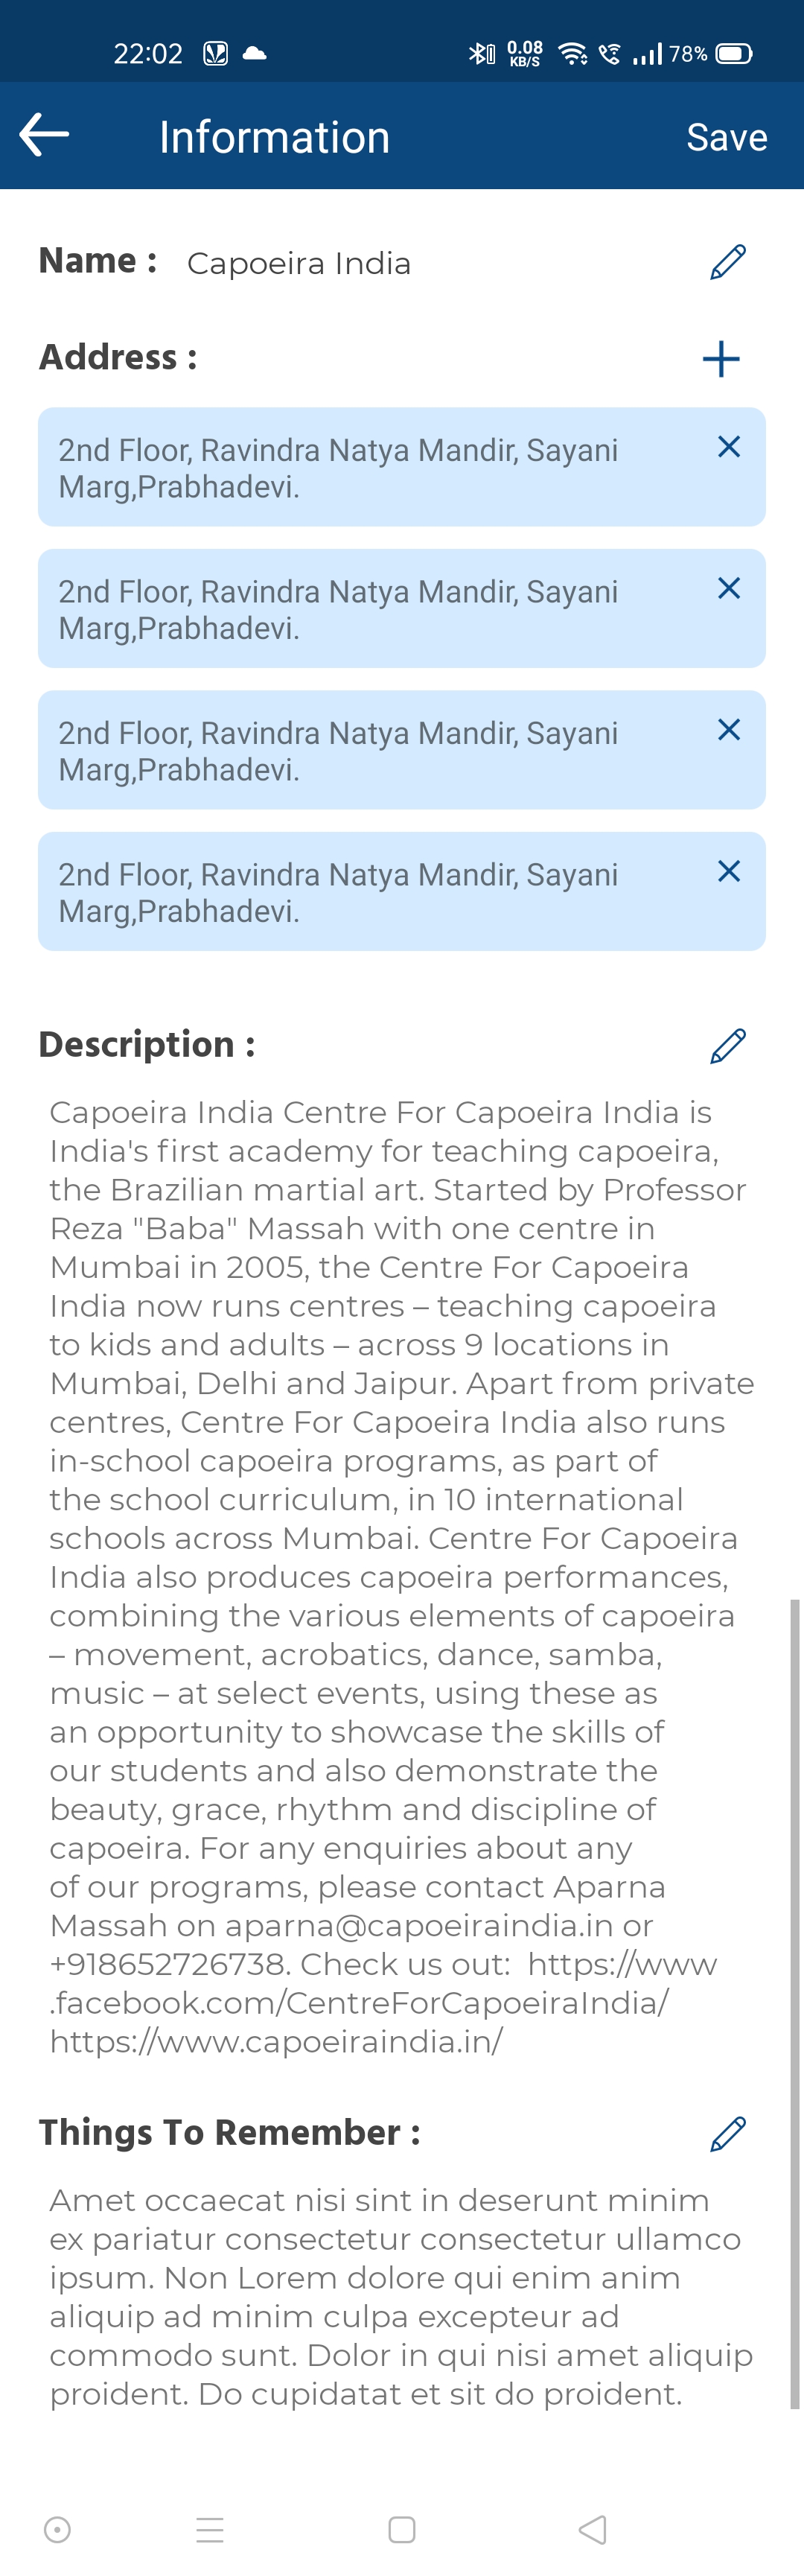 22:02
0.08
KB/S
78%
Information
Save
Name :
Capoeira India
Address :
2nd Floor, Ravindra Natya Mandir, Sayani
Marg,Prabhadevi.
2nd Floor, Ravindra Natya Mandir, Sayani
Marg,Prabhadevi.
2nd Floor, Ravindra Natya Mandir, Sayani
Marg,Prabhadevi.
2nd Floor, Ravindra Natya Mandir, Sayani
Marg,Prabhadevi.
Description :
Capoeira India Centre For Capoeira India is
India's first academy for teaching capoeira,
the Brazilian martial art. Started by Professor
Reza "Baba" Massah with one centre in
Mumbai in 2005, the Centre For Capoeira
India now runs centres – teaching capoeira
to kids and adults – across 9 locations in
Mumbai, Delhi and Jaipur. Apart from private
centres, Centre For Capoeira India also runs
in-school capoeira programs, as part of
the school curriculum, in 10 international
schools across Mumbai. Centre For Capoeira
India also produces capoeira performances,
combining the various elements of capoeira
– movement, acrobatics, dance, samba,
music – at select events, using these as
an opportunity to showcase the skills of
our students and also demonstrate the
beauty, grace, rhythm and discipline of
capoeira. For any enquiries about any
of our programs, please contact Aparna
Massah on aparna@capoeiraindia.in or
+918652726738. Check us out:  https://www
.facebook.com/CentreForCapoeiraIndia/
https://www.capoeiraindia.in/
Things To Remember :
Amet occaecat nisi sint in deserunt minim
ex pariatur consectetur consectetur ullamco
ipsum. Non Lorem dolore qui enim anim
aliquip ad minim culpa excepteur ad
commodo sunt. Dolor in qui nisi amet aliquip
proident. Do cupidatat et sit do proident.